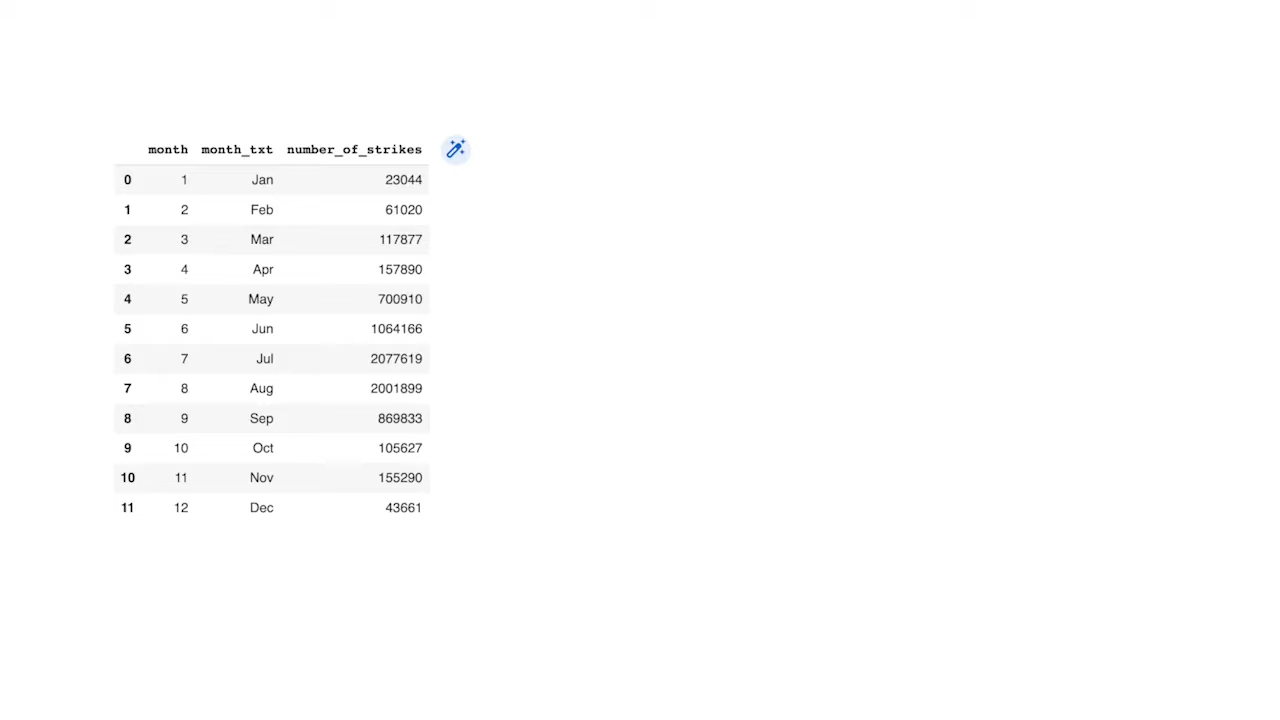 month month_txt number_of_strikes
0 1 Jan 23044
1 2 Feb 61020
2 3 Mar 117877
3 4 Apr 157890
4 5 May 700910
5 6 Jun 1064166
6 7 Jul 2077619
7 8 Aug 2001899
8 9 Sep 869833
9 10 Oct 105627
10 11 Nov 155290
11 12 Dec 43661